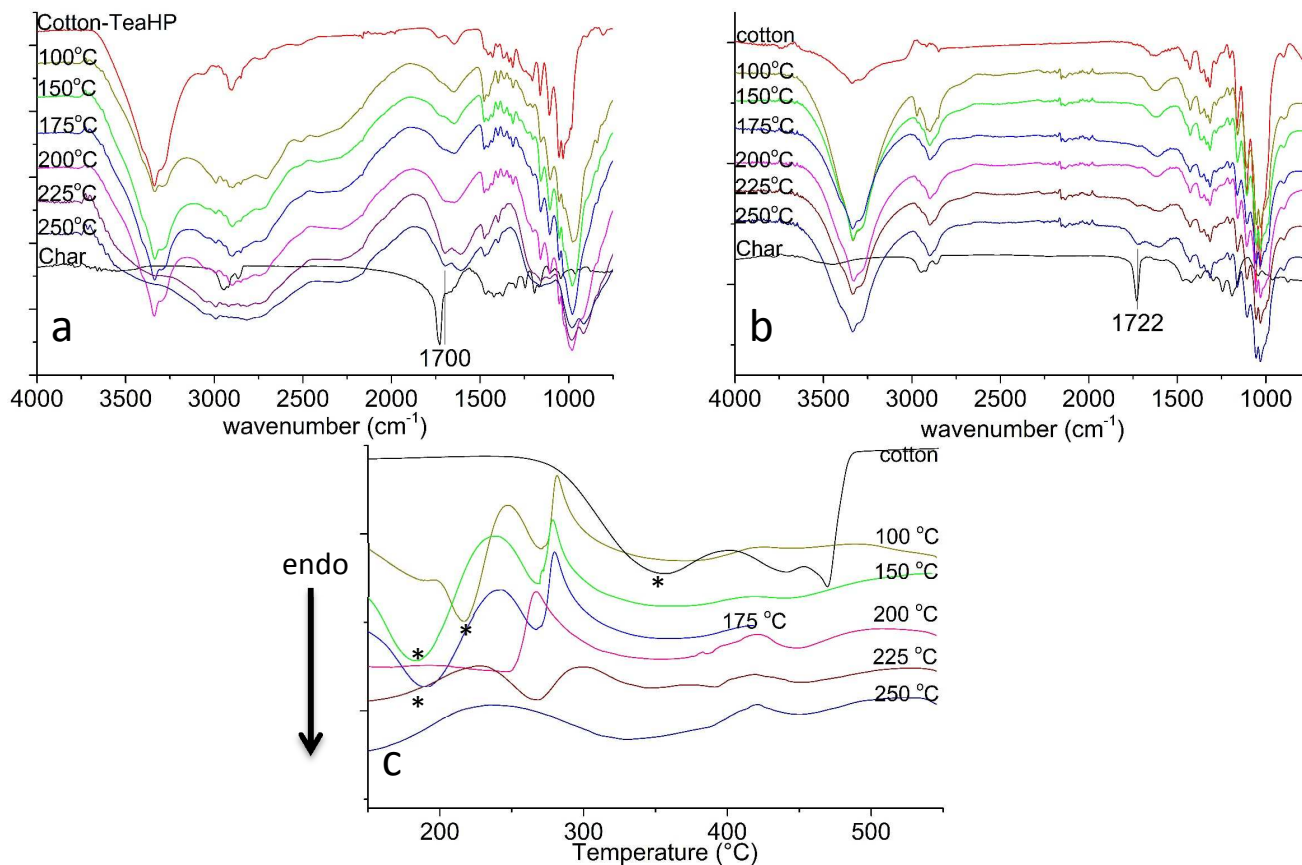 Cotton-TeaHP
100°C
150°C
175°C
200°C
225°C
250°C
Char
a
1700
4000 3500 3000 2500 2000 1500 1000
wavenumber (cm⁻¹)
cotton
100°C
150°C
175°C
200°C
225°C
250°C
Char
b
1722
4000 3500 3000 2500 2000 1500 1000
wavenumber (cm⁻¹)
cotton
endo
100 °C
150 °C
175 °C
200 °C
225 °C
250 °C
*
*
*
*
c
200 300 400 500
Temperature (°C)